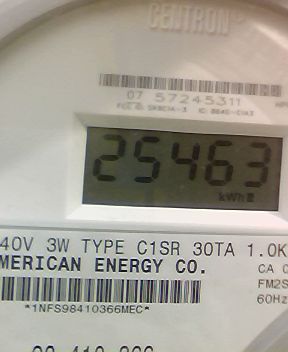 CENTRON®
07 57245311
25463
kWh
40V 3W TYPE C1SR 30TA 1.0K
MERICAN ENERGY CO.
CA 0
FM2S
60Hz
*1NFS98410366MEC*